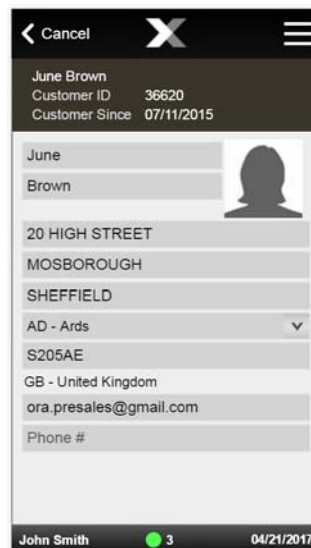 Cancel
June Brown
Customer ID 36620
Customer Since 07/11/2015
June
Brown
20 HIGH STREET
MOSBOROUGH
SHEFFIELD
AD - Ards
S205AE
GB - United Kingdom
ora.presales@gmail.com
Phone #
John Smith 3 04/21/2017